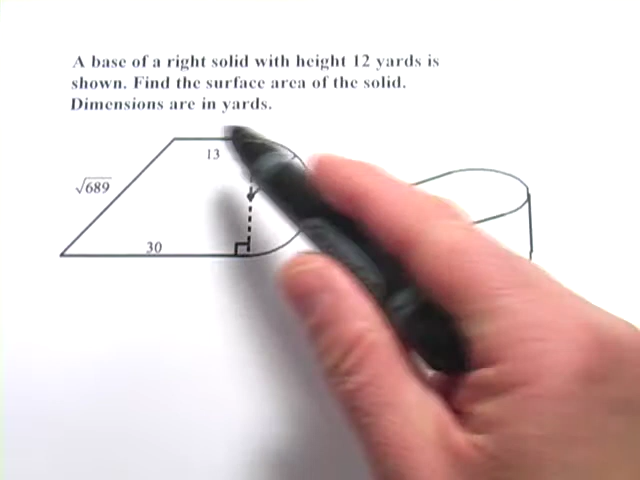 A base of a right solid with height 12 yards is
shown. Find the surface area of the solid.
Dimensions are in yards.
13
√689
30